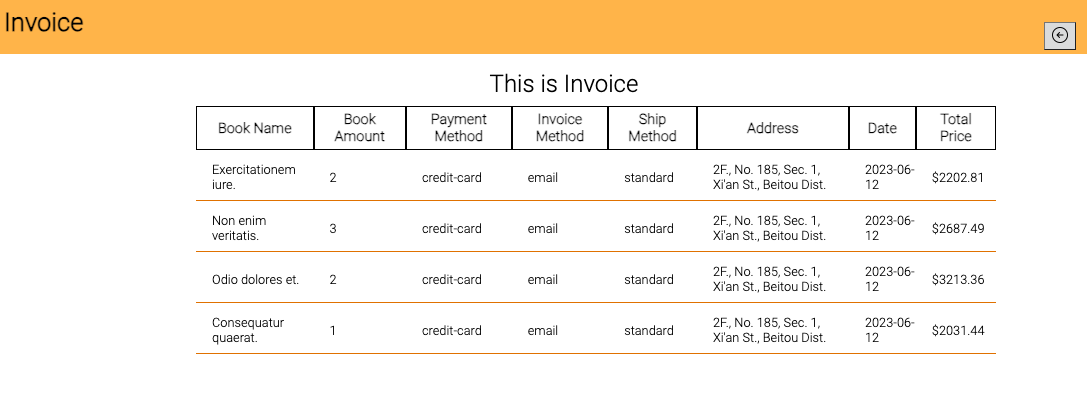 Invoice
This is Invoice
Book Name
Book
Amount
Payment
Method
Invoice
Method
Ship
Method
Address
Date
Total
Price
Exercitationem
iure.
2
credit-card
email
standard
2F., No. 185, Sec. 1,
Xi'an St., Beitou Dist.
2023-06-
12
$2202.81
Non enim
veritatis.
3
credit-card
email
standard
2F., No. 185, Sec. 1,
Xi'an St., Beitou Dist.
2023-06-
12
$2687.49
Odio dolores et.
2
credit-card
email
standard
2F., No. 185, Sec. 1,
Xi'an St., Beitou Dist.
2023-06-
12
$3213.36
Consequatur
quaerat.
1
credit-card
email
standard
2F., No. 185, Sec. 1,
Xi'an St., Beitou Dist.
2023-06-
12
$2031.44